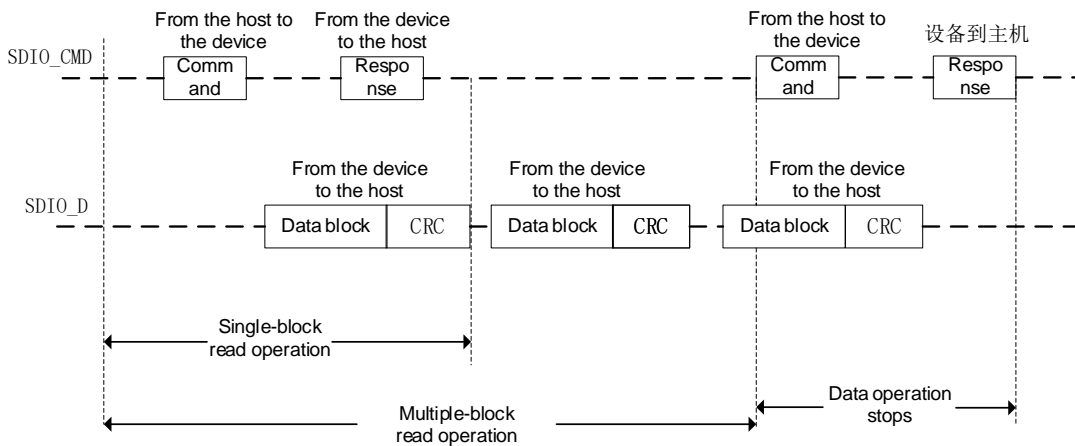 From the host to
the device
From the device
to the host
From the host to
the device
设备到主机
SDIO_CMD
Comm
and
Respo
nse
Comm
and
Respo
nse
From the device
to the host
From the device
to the host
From the device
to the host
SDIO_D
Data block
CRC
Data block
CRC
Data block
CRC
Single-block
read operation
Multiple-block
read operation
Data operation
stops